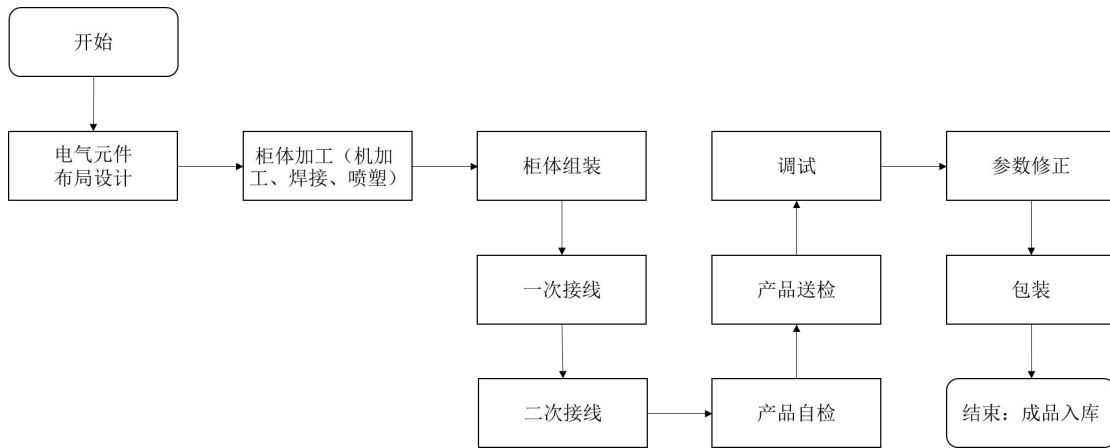 开始
电气元件
布局设计
柜体加工（机加
工、焊接、喷塑）
柜体组装
一次接线
二次接线
产品自检
产品送检
调试
参数修正
包装
结束：成品入库